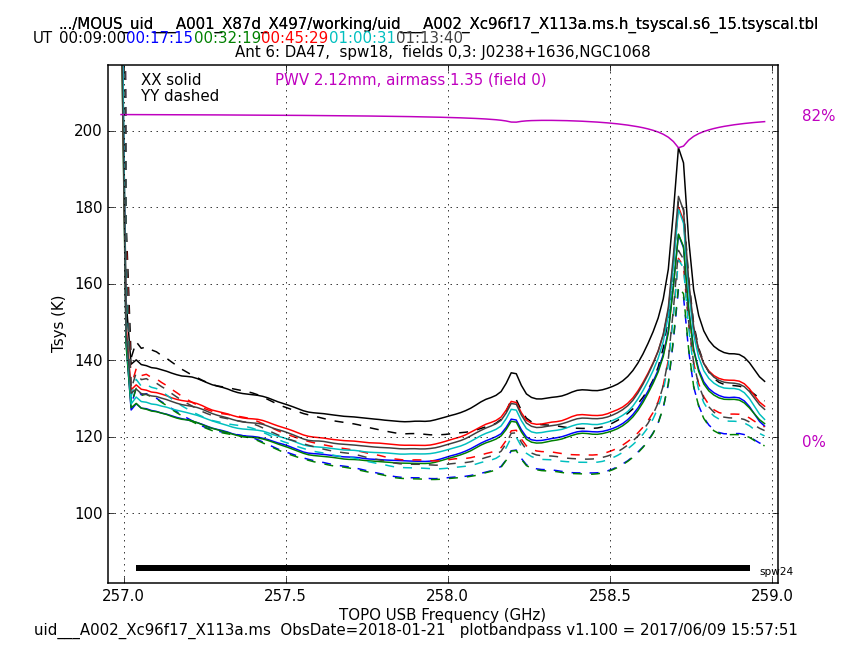 .../MOUS_uid___A001_X87d_X497/working/uid___A002_Xc96f17_X113a.ms.h_tsyscal.s6_15.tsyscal.tbl
UT 00:09:00 00:17:15 00:32:19 00:45:29 01:00:31 01:13:40
Ant 6: DA47,  spw18,  fields 0,3: J0238+1636,NGC1068
XX solid
PWV 2.12mm, airmass 1.35 (field 0)
YY dashed
82%
200
180
160
140
120
100
Tsys (K)
0%
spw24
257.0 257.5 258.0 258.5 259.0
TOPO USB Frequency (GHz)
uid___A002_Xc96f17_X113a.ms  ObsDate=2018-01-21   plotbandpass v1.100 = 2017/06/09 15:57:51